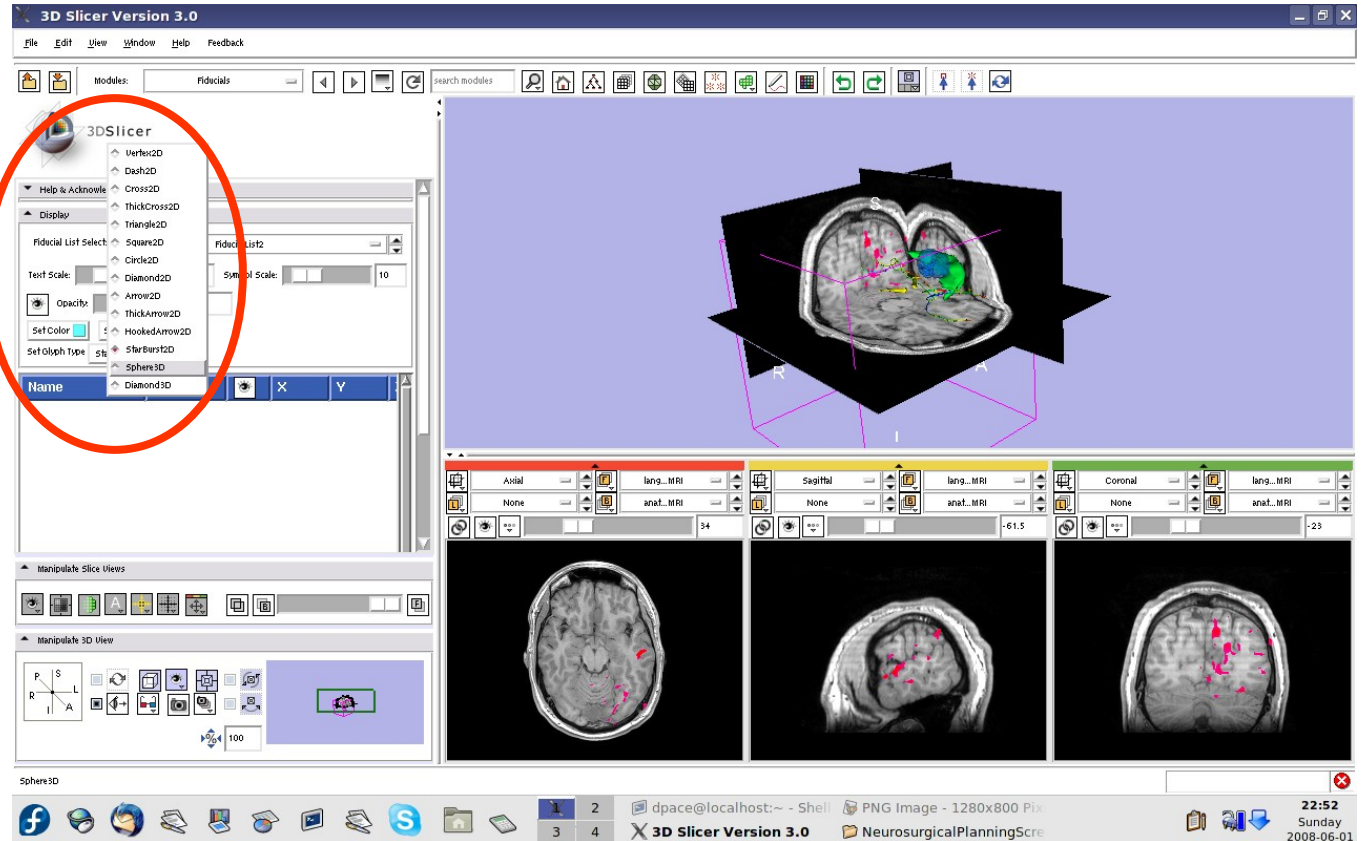 3D Slicer Version 3.0
File Edit View Window Help Feedback
Modules: Fiducials search modules
3DSlicer
Vertex2D
Dash2D
Cross2D
ThickCross2D
Triangle2D
Square2D
Circle2D
Diamond2D
Arrow2D
ThickArrow2D
HookedArrow2D
StarBurst2D
Sphere3D
Diamond3D
Help &
Display
Fiducial List
Text Scale: Symbol Scale: 10
Opacity:
Set Color
Set Glyph Type
Name X Y
S
R A
I
Axial lang...MRI
None anat...MRI
34
Sagittal lang...MRI
None anat...MRI
-61.5
Coronal lang...MRI
None anat...MRI
-23
Manipulate Slice Views
Manipulate 3D View
P S
R L
I A
% 100
Sphere3D
1 2
3 4
dpace@localhost:~ - Shell
PNG Image - 1280x800 Pix
3D Slicer Version 3.0
NeurosurgicalPlanningScre
22:52
Sunday
2008-06-01